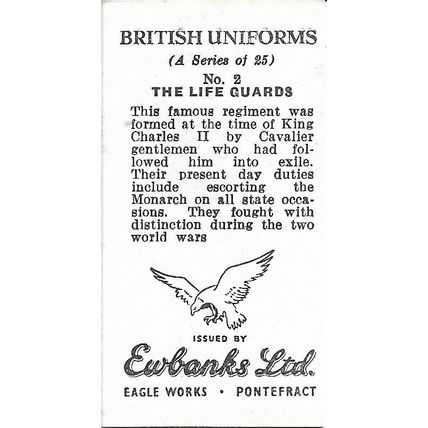 BRITISH UNIFORMS
(A Series of 25)
No. 2
THE LIFE GUARDS
This famous regiment was
formed at the time of King
Charles II by Cavalier
gentlemen who had fol-
lowed him into exile.
Their present day duties
include escorting the
Monarch on all state occa-
sions. They fought with
distinction during the two
world wars
ISSUED BY
Ewbanks Ltd.
EAGLE WORKS · PONTEFRACT